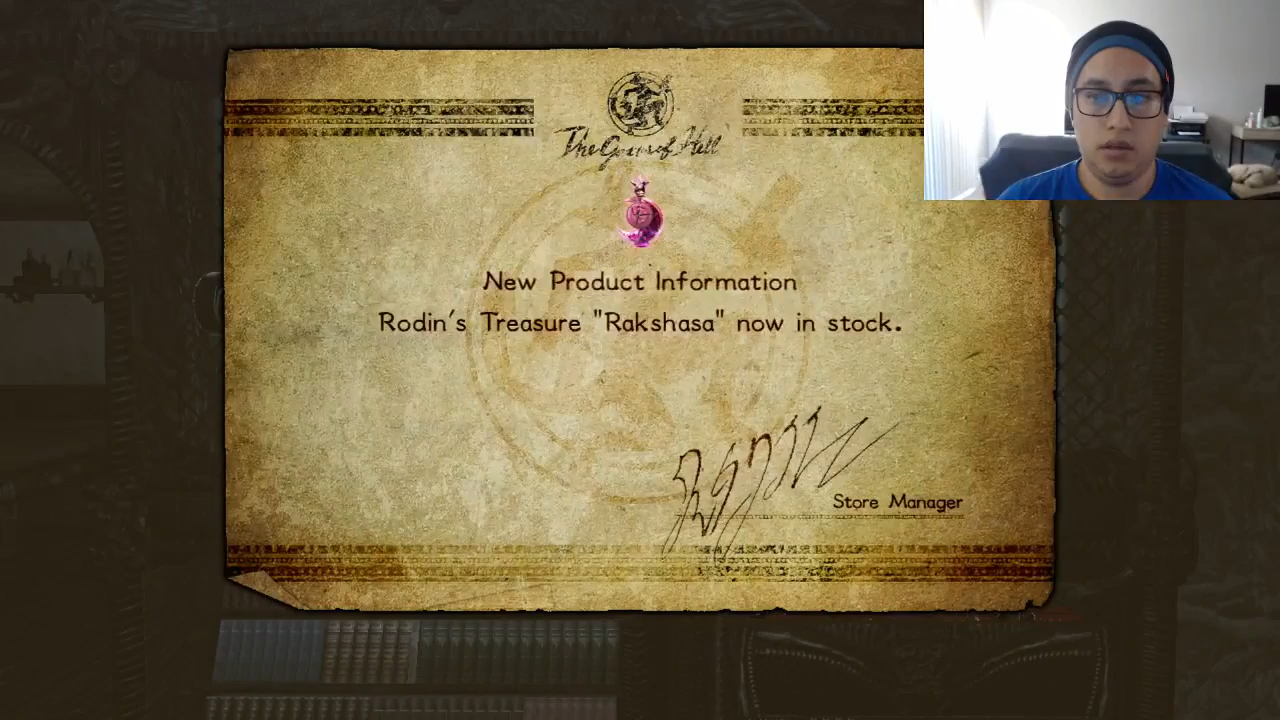 The Gates of Hell
New Product Information
Rodin's Treasure "Rakshasa" now in stock.
Store Manager